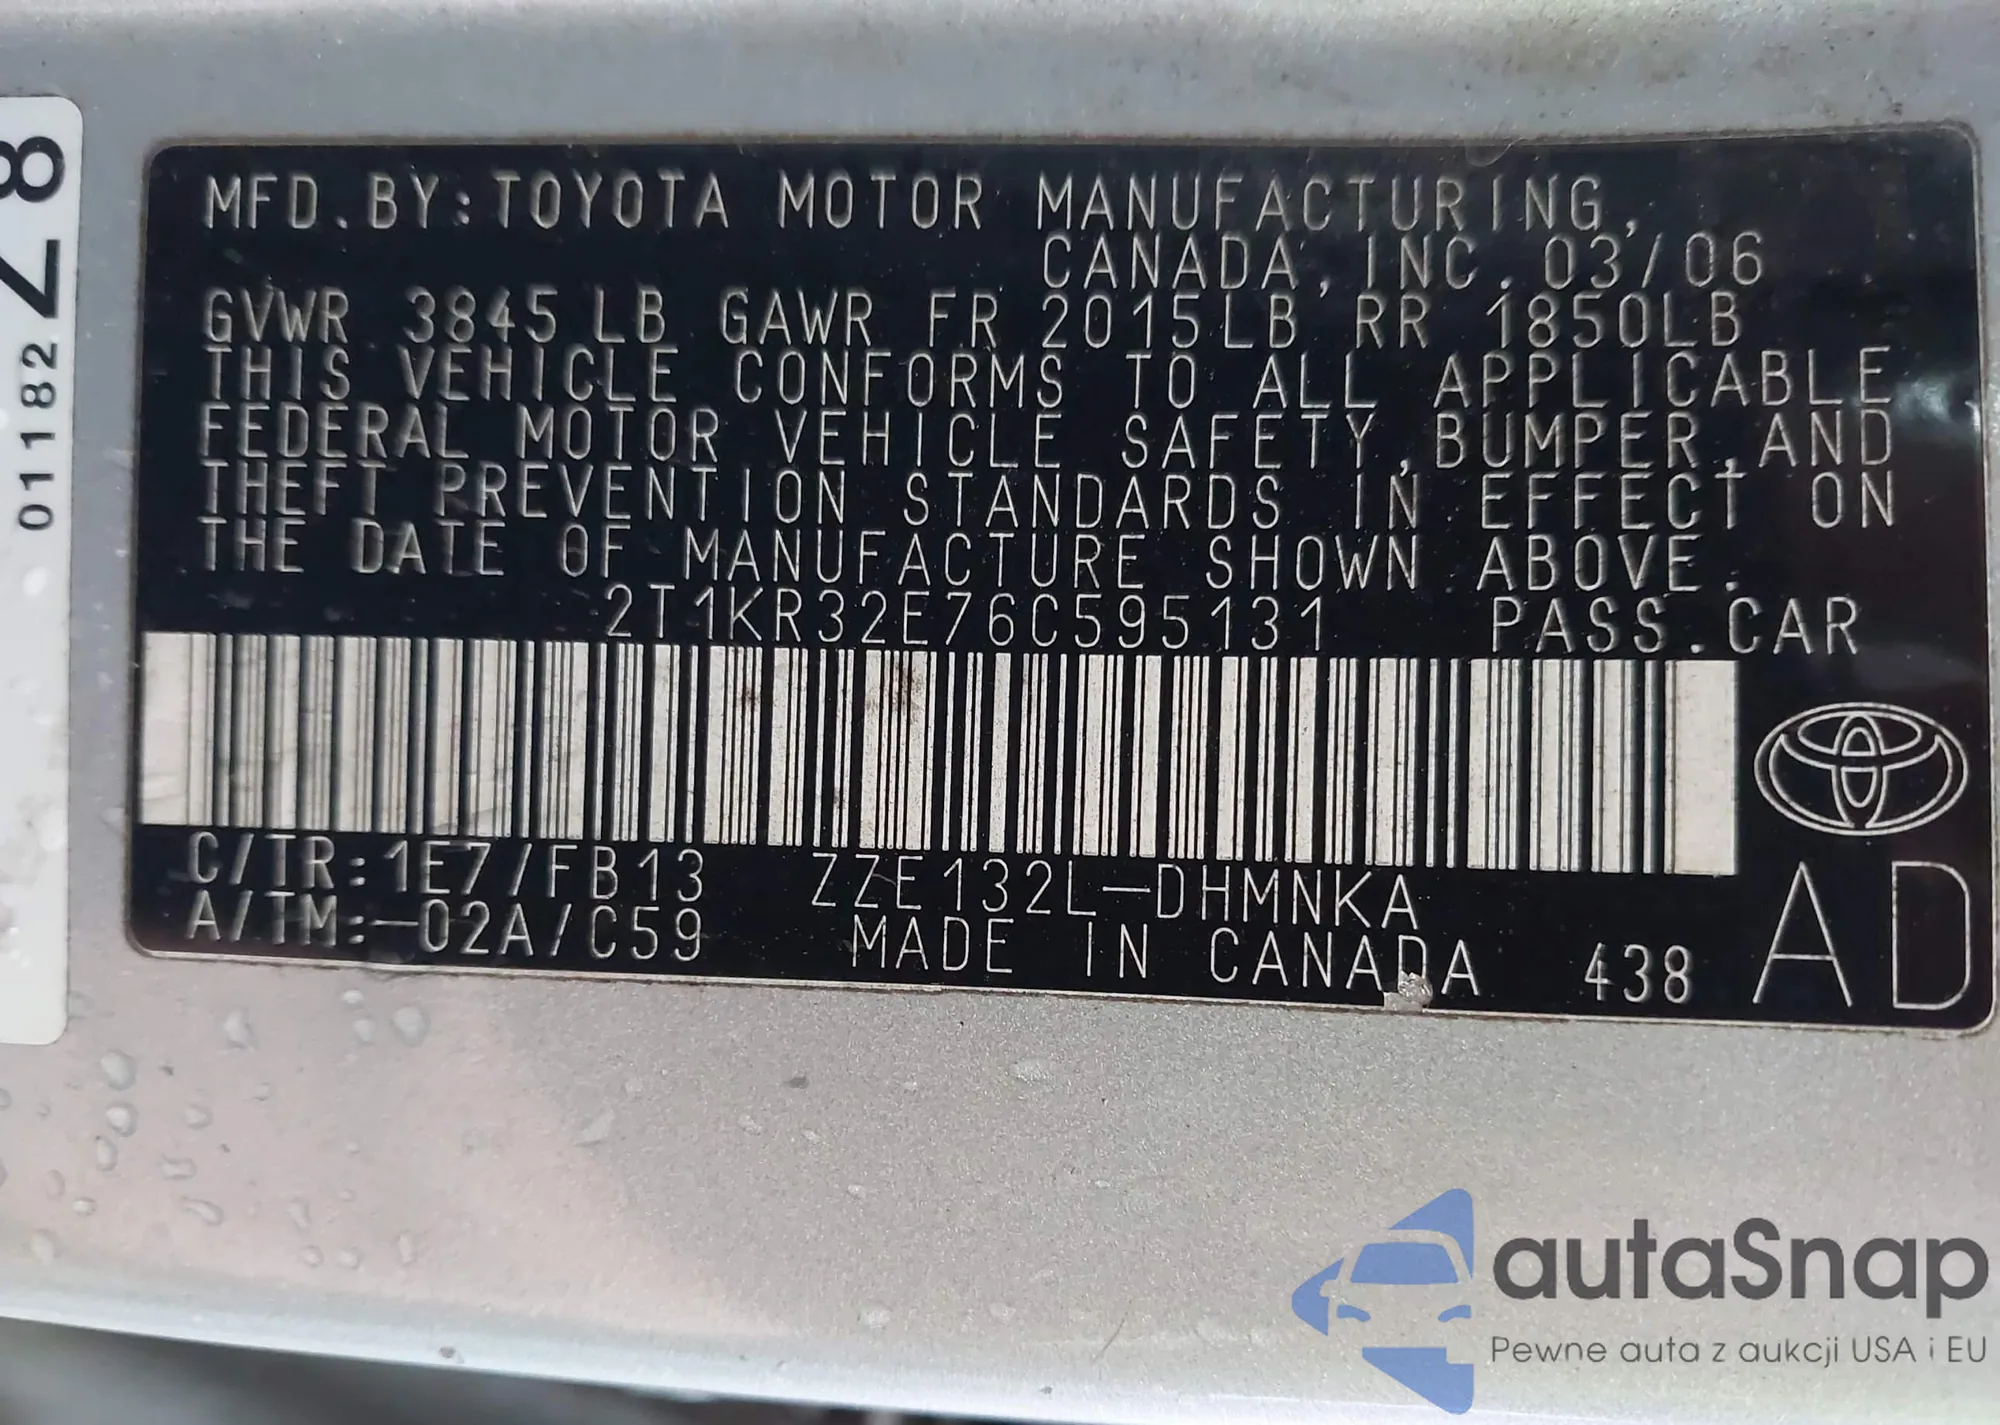 87
01182
MFD.BY:TOYOTA MOTOR MANUFACTURING,
CANADA,INC.03/06
GVWR 3845LB GAWR FR 2015LB RR 1850LB
THIS VEHICLE CONFORMS TO ALL APPLICABLE
FEDERAL MOTOR VEHICLE SAFETY,BUMPER,AND
THEFT PREVENTION STANDARDS IN EFFECT ON
THE DATE OF MANUFACTURE SHOWN ABOVE.
2T1KR32E76C595131 PASS.CAR
C/TR:1E7/FB13 ZZE132L-DHMNKA
A/TM:-02A/C59 MADE IN CANADA 438 AD
autaSnap
Pewne auta z aukcji USA i EU